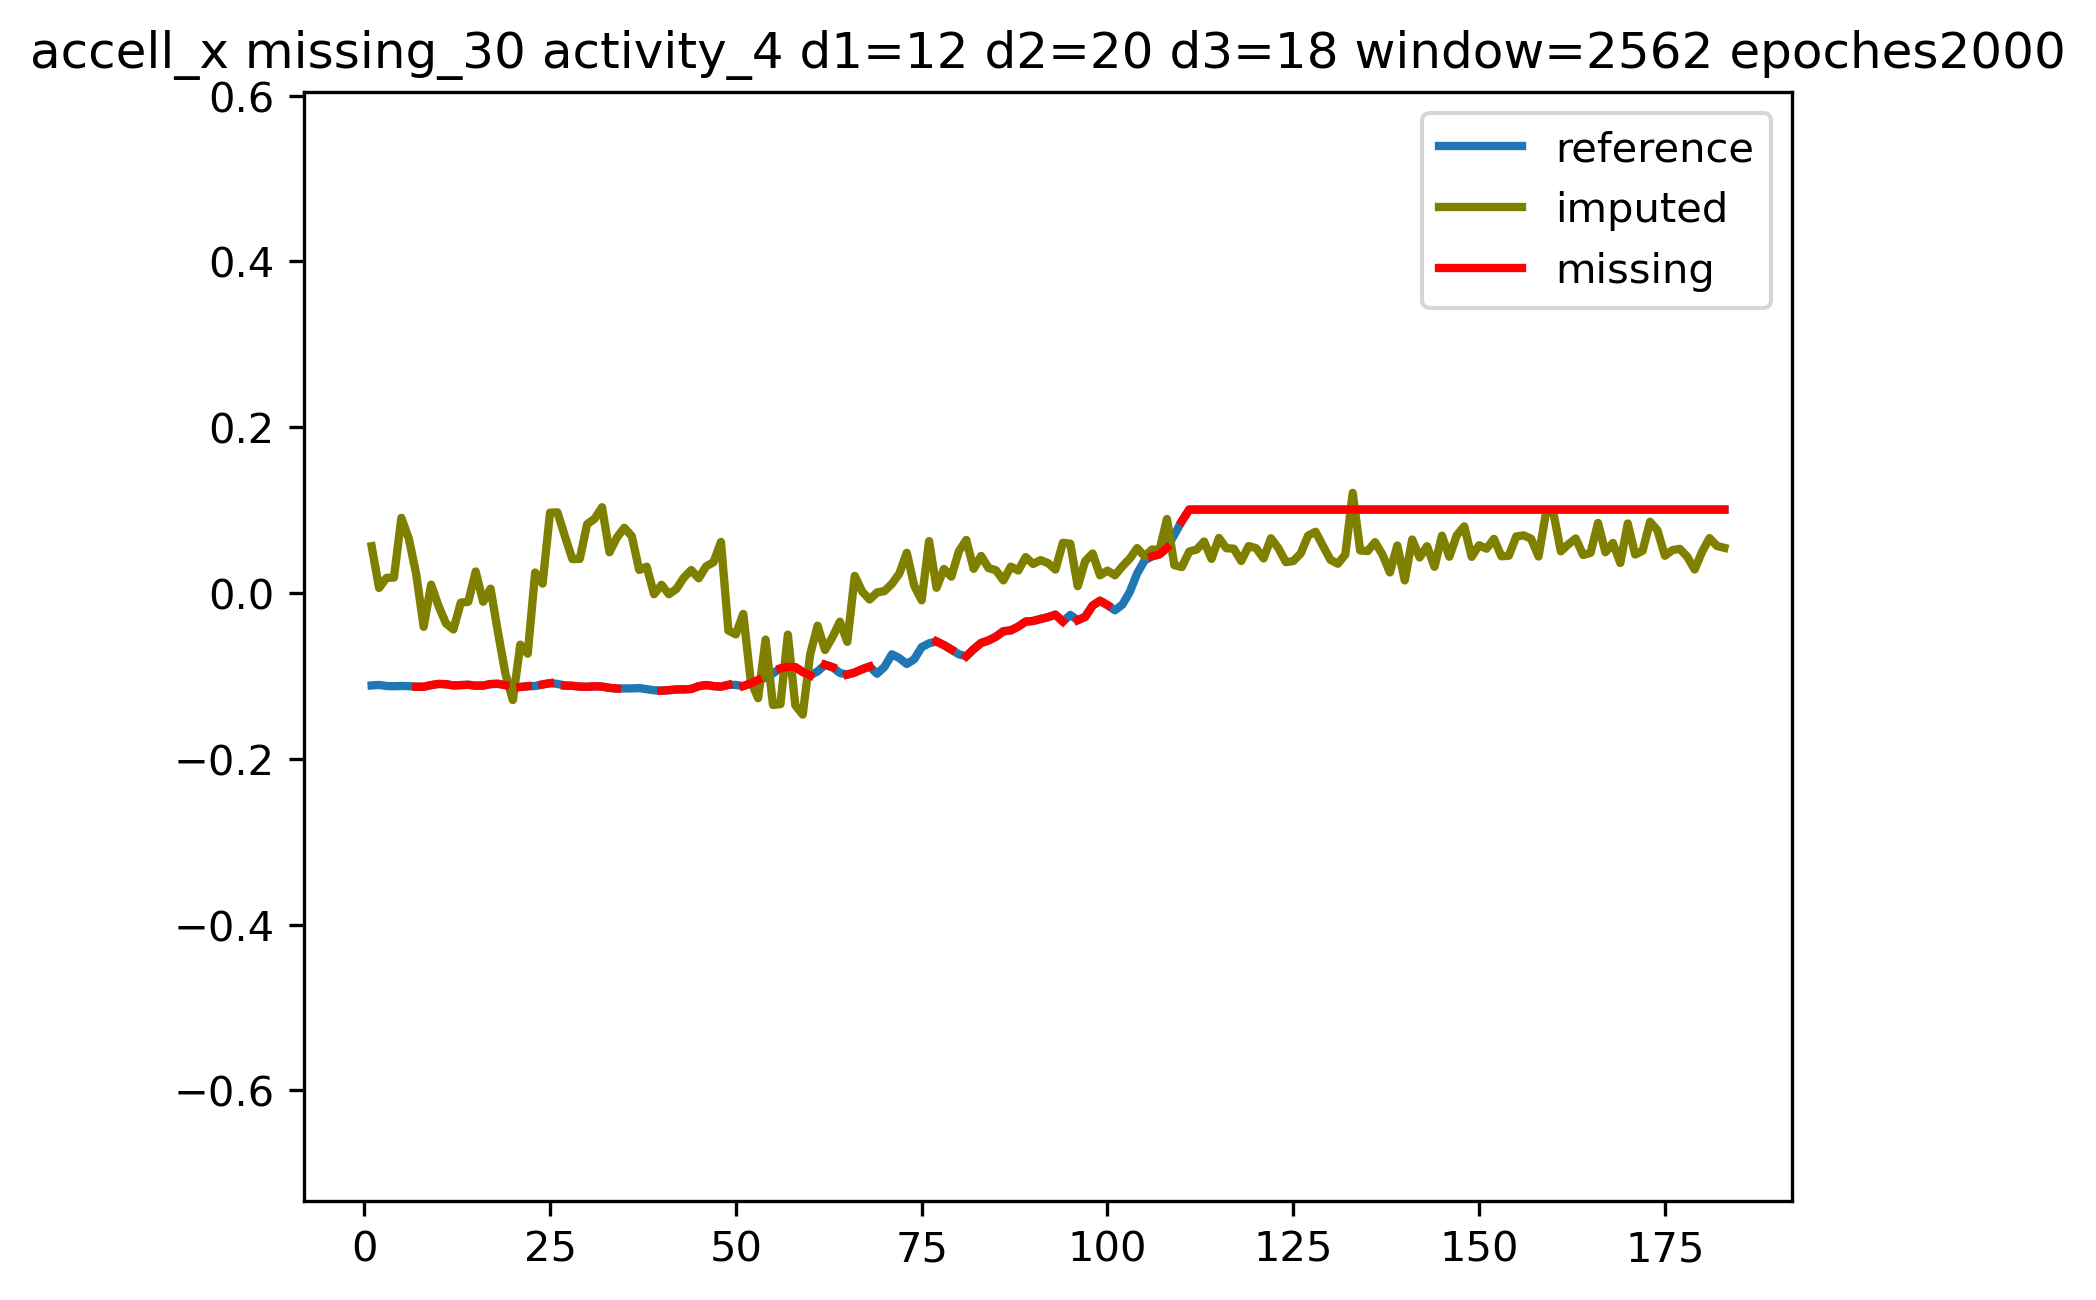 accell_x missing_30 activity_4 d1=12 d2=20 d3=18 window=2562 epoches2000
0.6
0.4
0.2
0.0
−0.2
−0.4
−0.6
reference
imputed
missing
0 25 50 75 100 125 150 175